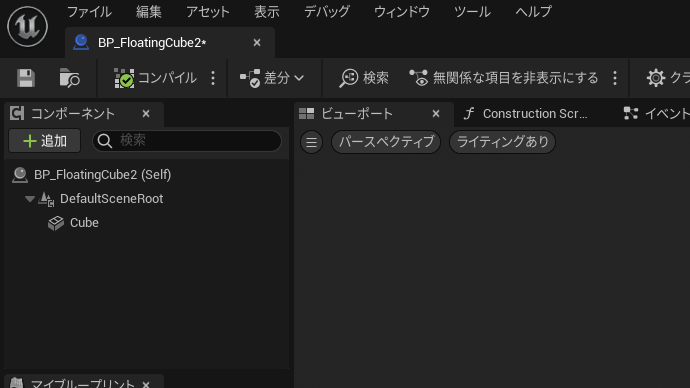 ファイル 編集 アセット 表示 デバッグ ウィンドウ ツール ヘルプ
BP_FloatingCube2*
コンパイル 差分 検索 無関係な項目を非表示にする クラ
コンポーネント ビューポート Construction Scr... イベント
追加 検索 パースペクティブ ライティングあり
BP_FloatingCube2 (Self)
DefaultSceneRoot
Cube
マイブループリント